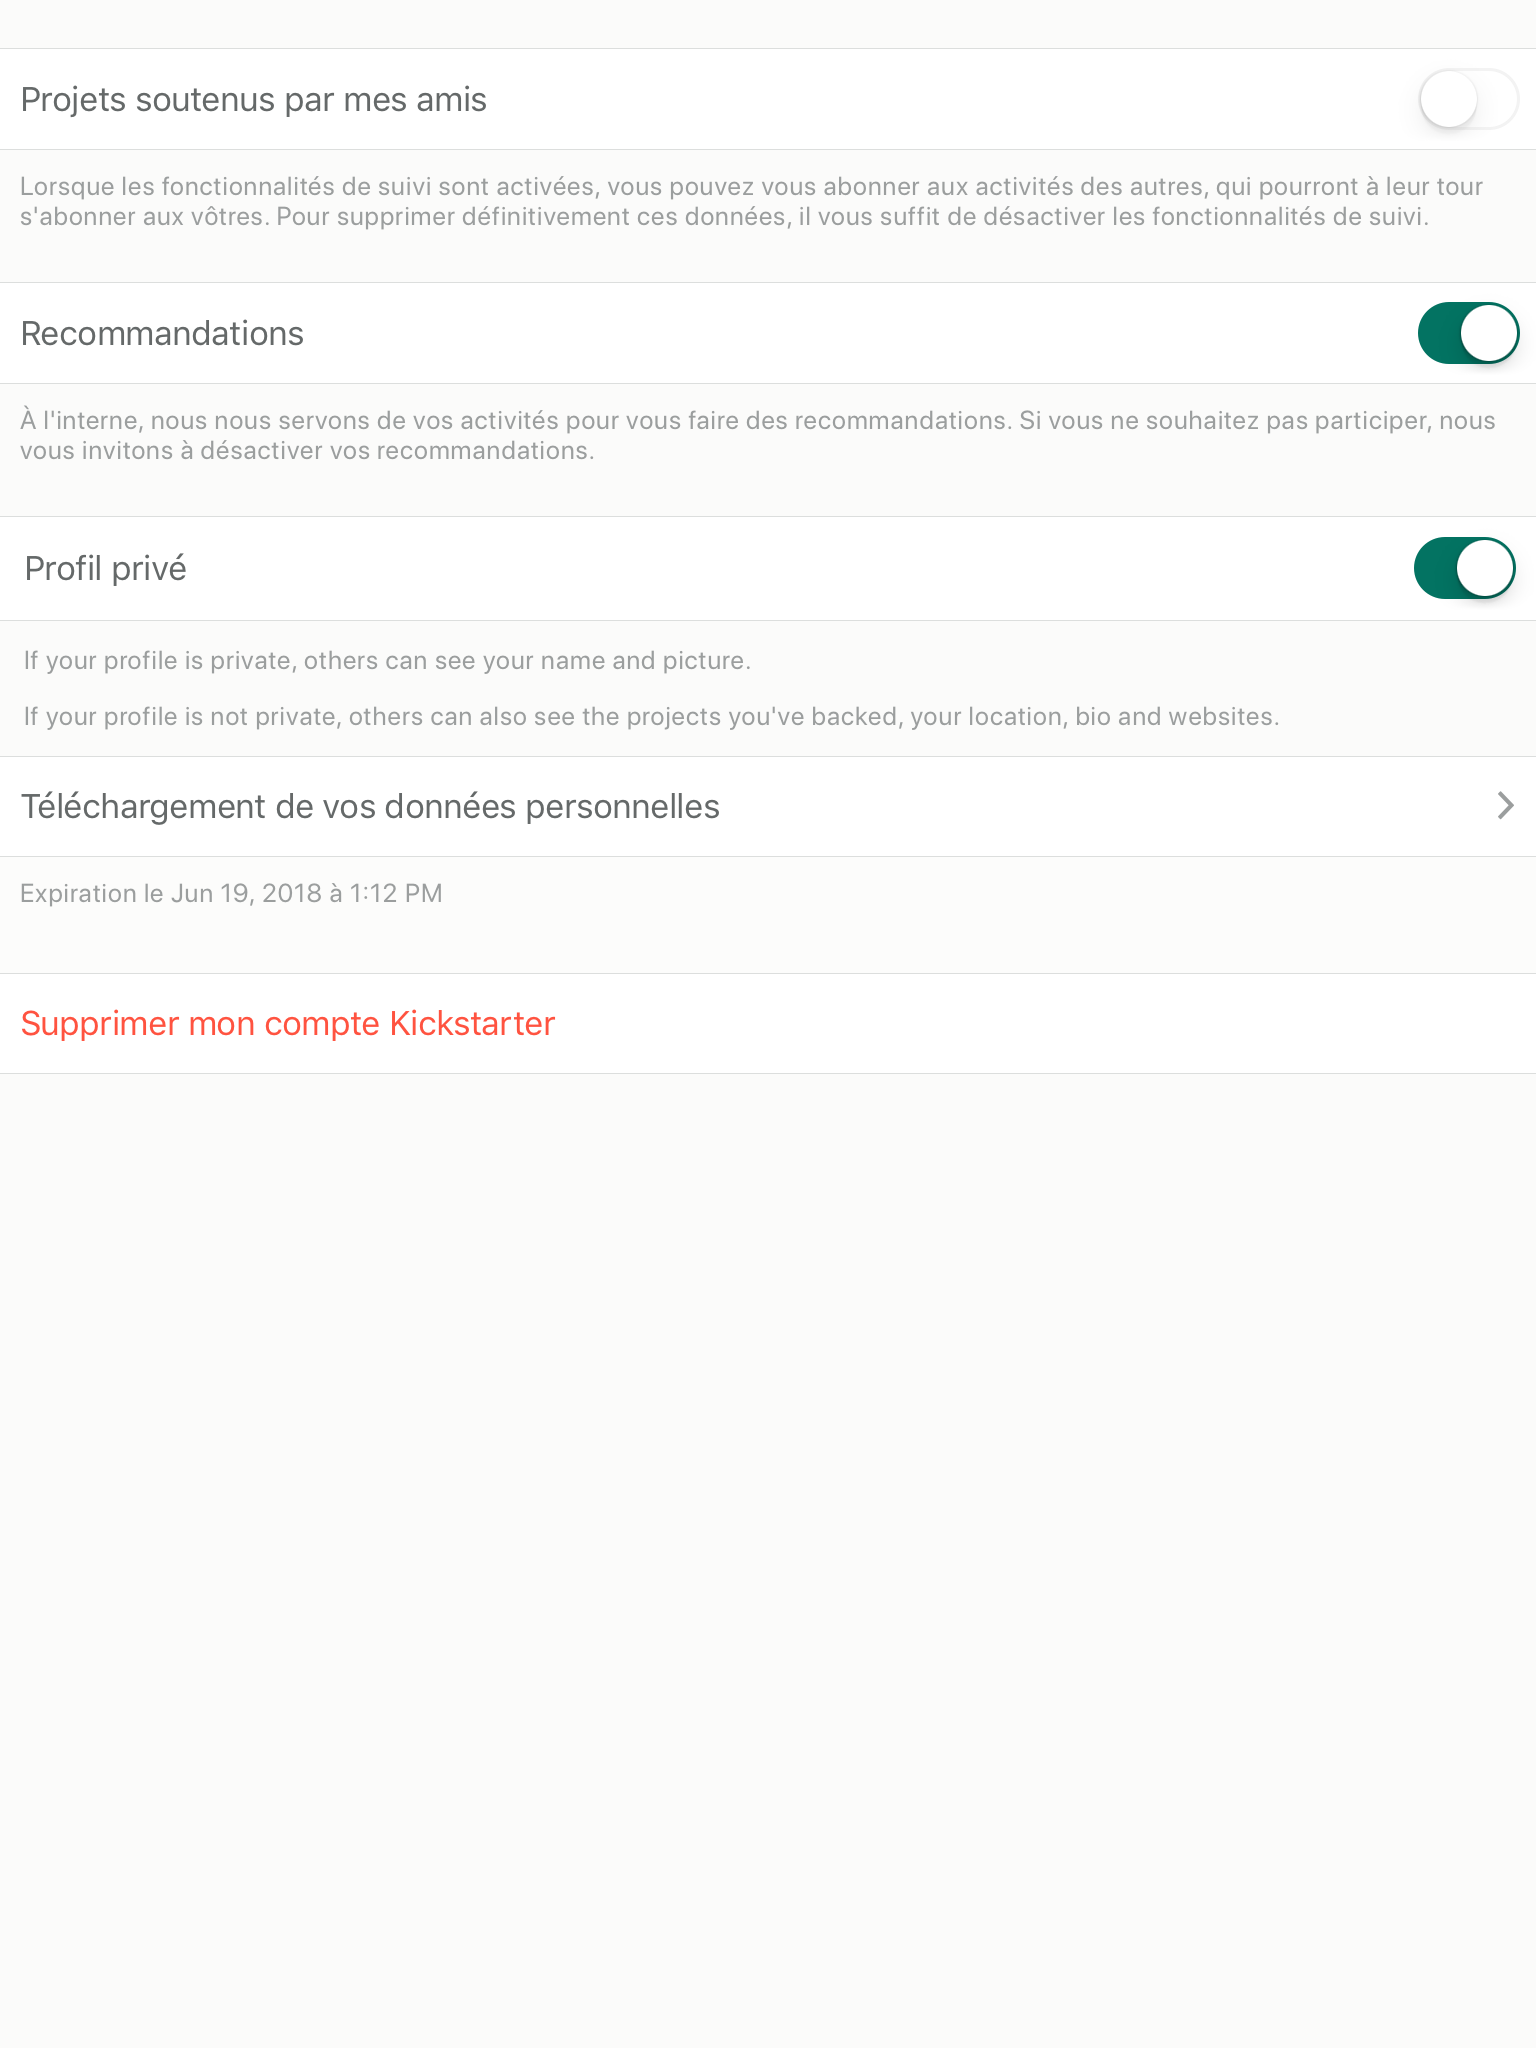 Projets soutenus par mes amis
Lorsque les fonctionnalités de suivi sont activées, vous pouvez vous abonner aux activités des autres, qui pourront à leur tour
s'abonner aux vôtres. Pour supprimer définitivement ces données, il vous suffit de désactiver les fonctionnalités de suivi.
Recommandations
À l'interne, nous nous servons de vos activités pour vous faire des recommandations. Si vous ne souhaitez pas participer, nous
vous invitons à désactiver vos recommandations.
Profil privé
If your profile is private, others can see your name and picture.
If your profile is not private, others can also see the projects you've backed, your location, bio and websites.
Téléchargement de vos données personnelles
Expiration le Jun 19, 2018 à 1:12 PM
Supprimer mon compte Kickstarter